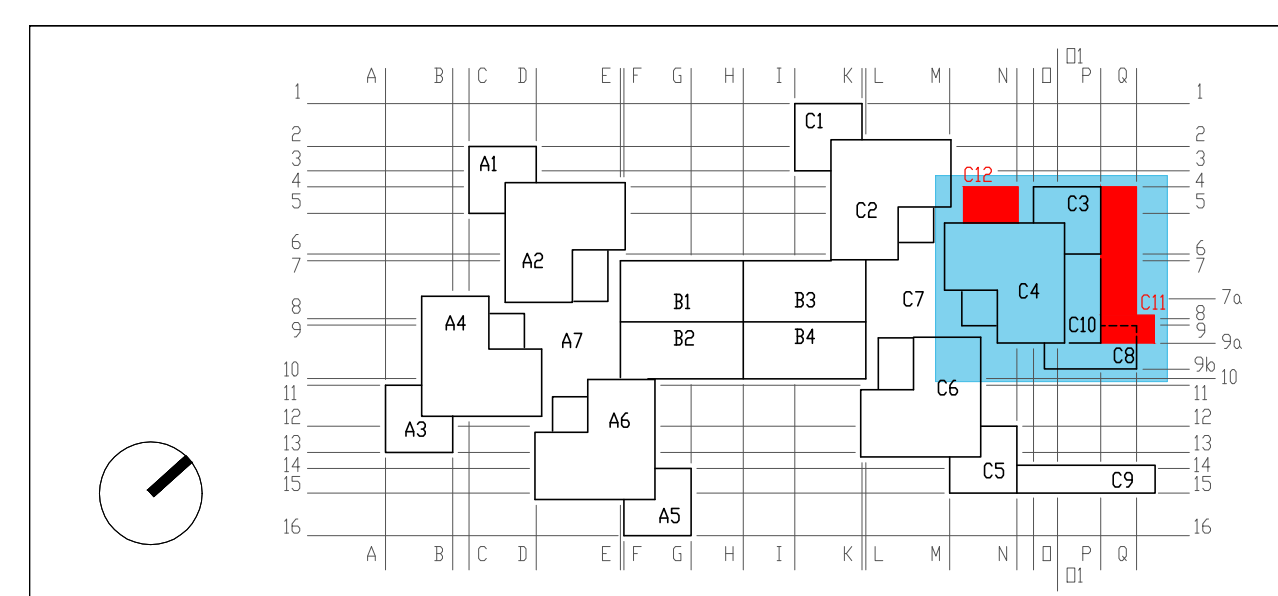 O1
A B C D E F G H I K L M N O P Q
1 1
C1
2 2
3 A1 3
C12
4 4
5 C2 C3 5
6 A2 6
7 7
B1 B3 C7 C4 7a
C11
8 A4 8
9 A7 B2 B4 C10 9
C8 9a
9b
10 10
11 C6 11
12 A3 A6 12
13 13
14 C5 C9 14
15 15
A5
16 16
A B C D E F G H I K L M N O P Q
O1